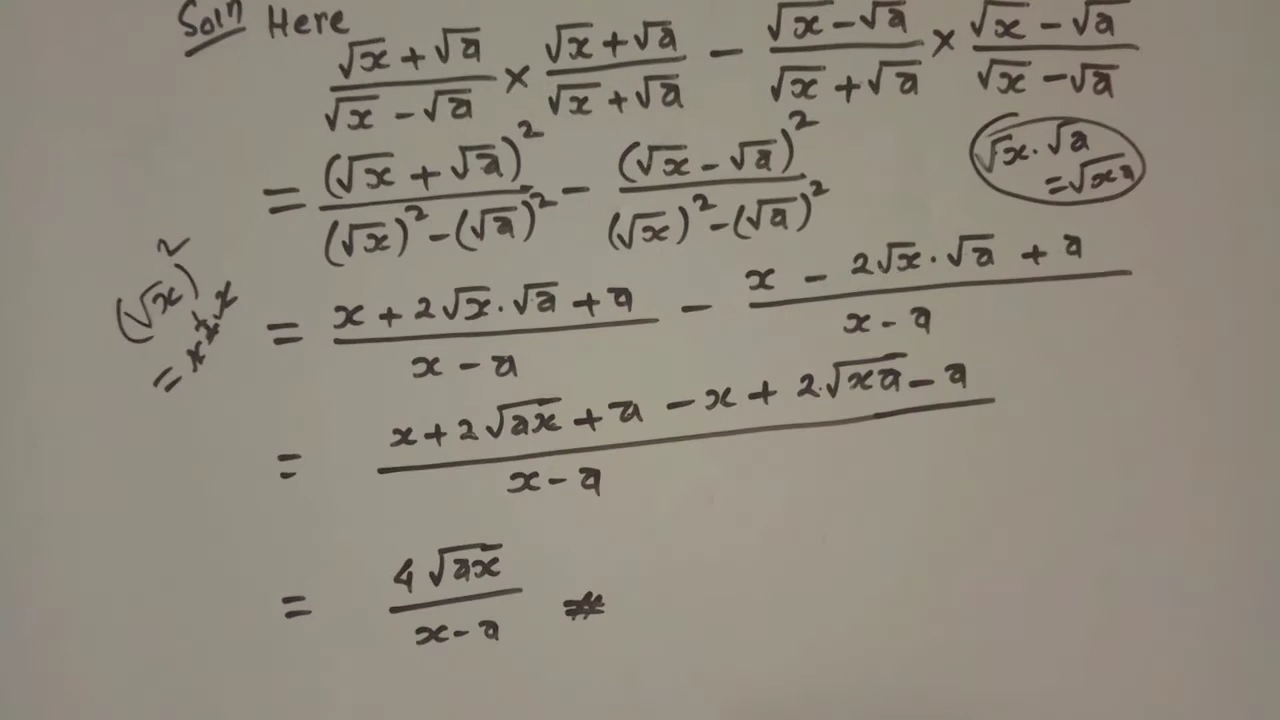 Soln Here
(√x + √a)/(√x − √a) × (√x + √a)/(√x + √a) − (√x − √a)/(√x + √a) × (√x − √a)/(√x − √a)
= (√x + √a)²/((√x)² − (√a)²) − (√x − √a)²/((√x)² − (√a)²)
√x · √a
= √xa
(√x)²
= x
= (x + 2√x · √a + a)/(x − a) − (x − 2√x · √a + a)/(x − a)
= (x + 2√ax + a − x + 2√xa − a)/(x − a)
= 4√ax/(x − a)